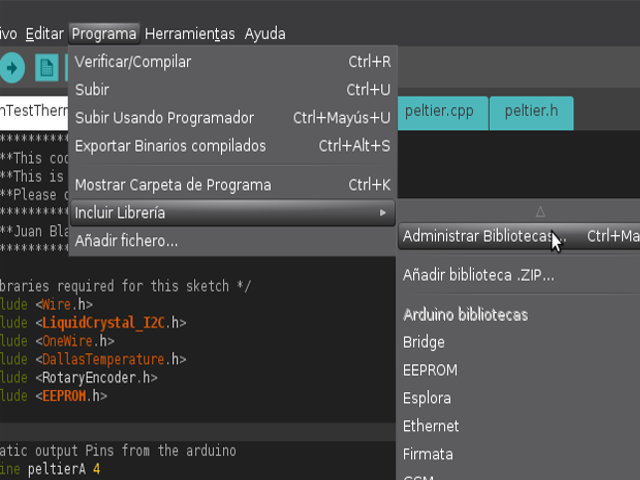 ivo Editar Programa Herramientas Ayuda
Verificar/Compilar Ctrl+R
Subir Ctrl+U
Subir Usando Programador Ctrl+Mayús+U
Exportar Binarios compilados Ctrl+Alt+S
Mostrar Carpeta de Programa Ctrl+K
Incluir Librería
Añadir fichero...
nTestTherm peltier.cpp peltier.h
**********
**This coo
**This is
**Please
**********
**Juan Bla
**********
Administrar Bibliotecas... Ctrl+Ma
Añadir biblioteca .ZIP...
Arduino bibliotecas
Bridge
EEPROM
Esplora
Ethernet
Firmata
GSM
braries required for this sketch */
lude <Wire.h>
lude <LiquidCrystal_I2C.h>
lude <OneWire.h>
lude <DallasTemperature.h>
lude <RotaryEncoder.h>
lude <EEPROM.h>
atic output Pins from the arduino
ine peltierA 4